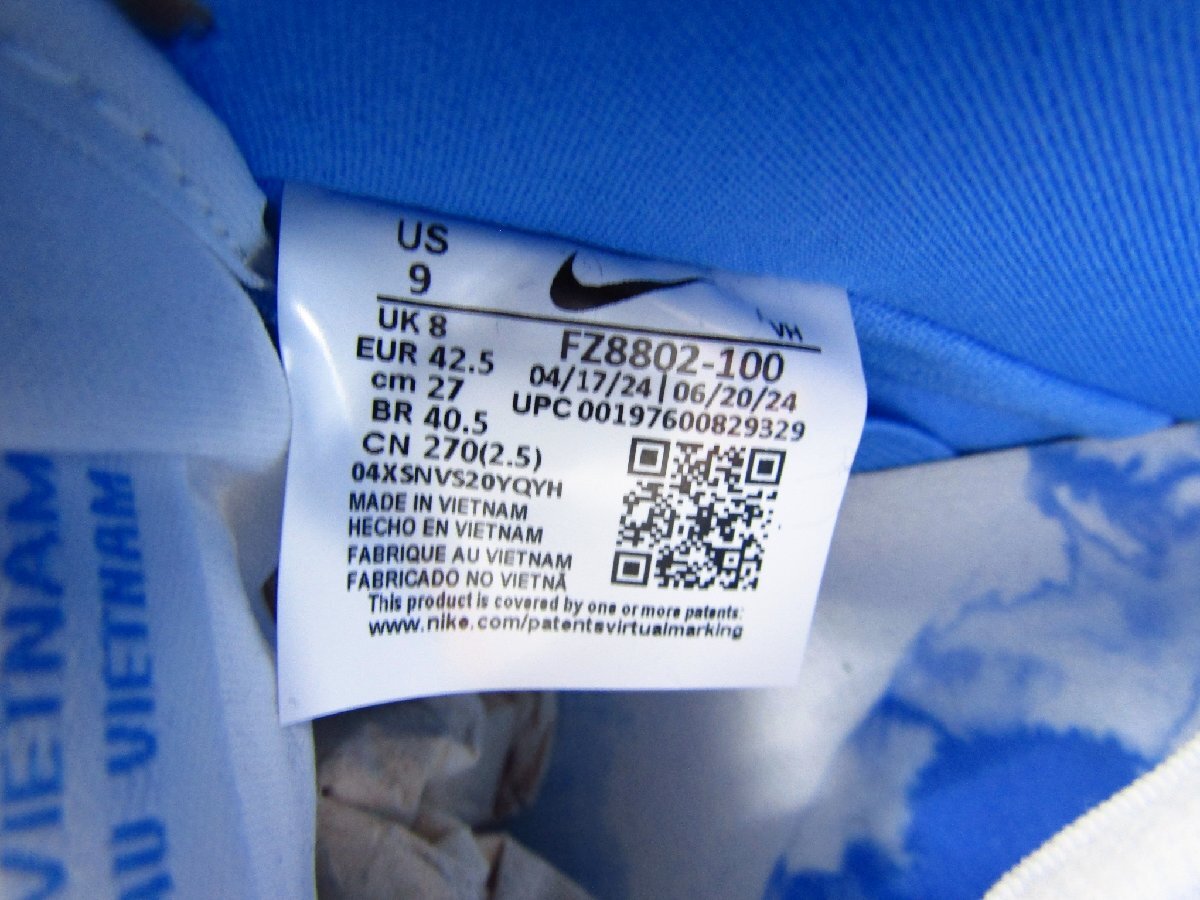 US
9
VH
UK 8
EUR 42.5
cm 27
BR 40.5
CN 270(2.5)
FZ8802-100
04/17/24 | 06/20/24
UPC 00197600829329
04XSNVS20YQYH
MADE IN VIETNAM
HECHO EN VIETNAM
FABRIQUE AU VIETNAM
FABRICADO NO VIETNÃ
This product is covered by one or more patents:
www.nike.com/patentsvirtualmarking
VIETNAM
AU VIETNAM